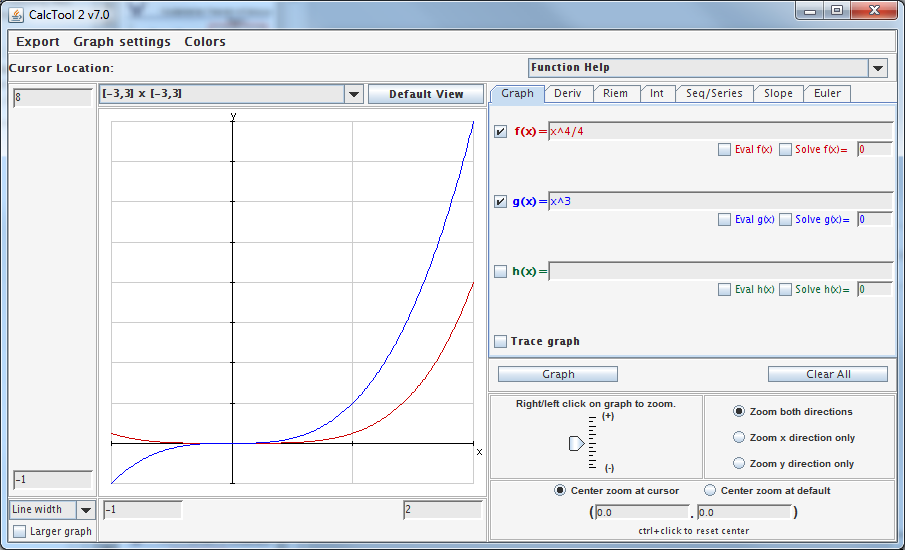 CalcTool 2 v7.0
Export Graph settings Colors
Cursor Location:
Function Help
8
[-3,3] x [-3,3]
Default View
Graph Deriv Riem Int Seq/Series Slope Euler
y
f(x)= x^4/4
Eval f(x) Solve f(x)= 0
g(x)= x^3
Eval g(x) Solve g(x)= 0
h(x)=
Eval h(x) Solve h(x)= 0
Trace graph
Graph Clear All
Right/left click on graph to zoom.
(+)
(-)
Zoom both directions
Zoom x direction only
Zoom y direction only
x
-1
Center zoom at cursor Center zoom at default
Line width
-1
2
( 0.0 . 0.0 )
Larger graph
ctrl+click to reset center